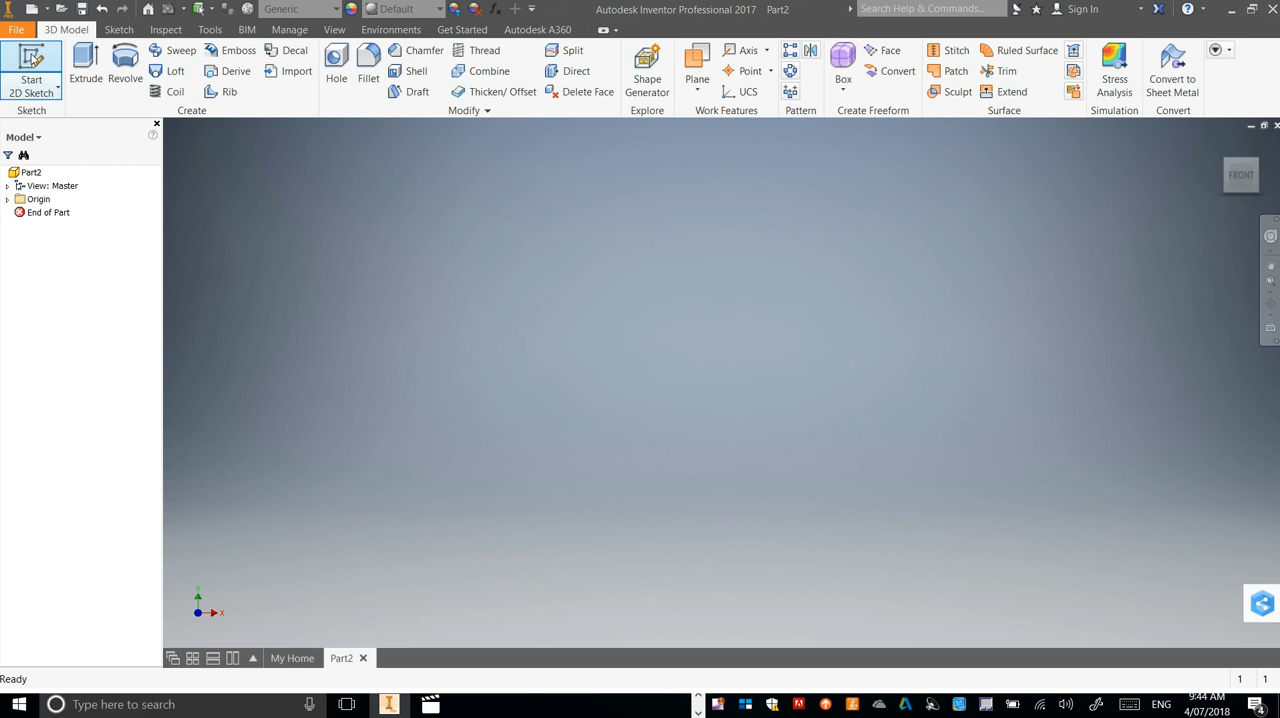 Generic Default Autodesk Inventor Professional 2017 Part2 Search Help & Commands... Sign In
File 3D Model Sketch Inspect Tools BIM Manage View Environments Get Started Autodesk A360
Start 2D Sketch Extrude Revolve Sweep Emboss Decal Hole Fillet Chamfer Thread Split Shape Generator Plane Axis Box Face Stitch Ruled Surface Stress Analysis Convert to Sheet Metal
Loft Derive Import Shell Combine Direct Point Convert Patch Trim
Coil Rib Draft Thicken/ Offset Delete Face UCS Sculpt Extend
Sketch Create Modify Explore Work Features Pattern Create Freeform Surface Simulation Convert
Model
Part2
View: Master
Origin
End of Part
FRONT
Y
X
My Home Part2
Ready 1 1
Type here to search ENG 9:44 AM
4/07/2018 4